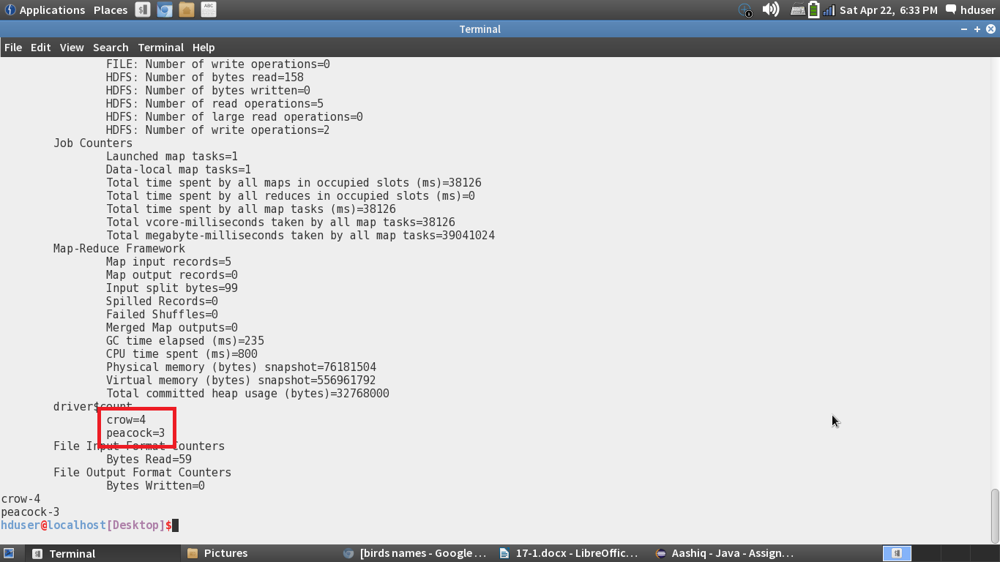 Applications Places Sat Apr 22, 6:33 PM hduser
Terminal
File Edit View Search Terminal Help
FILE: Number of write operations=0
HDFS: Number of bytes read=158
HDFS: Number of bytes written=0
HDFS: Number of read operations=5
HDFS: Number of large read operations=0
HDFS: Number of write operations=2
Job Counters
Launched map tasks=1
Data-local map tasks=1
Total time spent by all maps in occupied slots (ms)=38126
Total time spent by all reduces in occupied slots (ms)=0
Total time spent by all map tasks (ms)=38126
Total vcore-milliseconds taken by all map tasks=38126
Total megabyte-milliseconds taken by all map tasks=39041024
Map-Reduce Framework
Map input records=5
Map output records=0
Input split bytes=99
Spilled Records=0
Failed Shuffles=0
Merged Map outputs=0
GC time elapsed (ms)=235
CPU time spent (ms)=800
Physical memory (bytes) snapshot=76181504
Virtual memory (bytes) snapshot=556961792
Total committed heap usage (bytes)=32768000
driver$count
crow=4
peacock=3
File Input Format Counters
Bytes Read=59
File Output Format Counters
Bytes Written=0
crow-4
peacock-3
hduser@localhost[Desktop]$
Terminal Pictures [birds names - Google ... 17-1.docx - LibreOffic... Aashiq - Java - Assign...